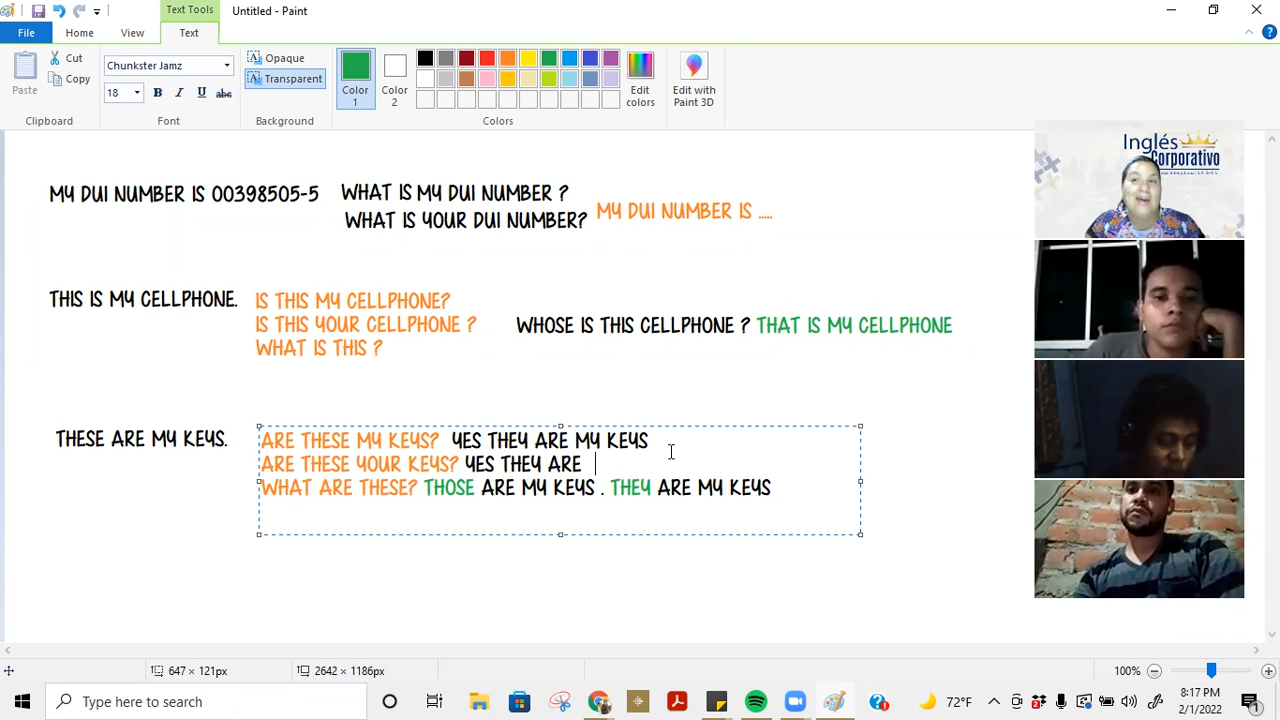 Text Tools
Untitled - Paint
File
Home
View
Text
Paste
Cut
Copy
Clipboard
Chunkster Jamz
18
B I U abc
Font
Opaque
Transparent
Background
Color 1
Color 2
Edit colors
Colors
Edit with Paint 3D
Inglés Corporativo
MY DUI NUMBER IS 00398505-5
WHAT IS MY DUI NUMBER ?
WHAT IS YOUR DUI NUMBER?
MY DUI NUMBER IS .....
THIS IS MY CELLPHONE.
IS THIS MY CELLPHONE?
IS THIS YOUR CELLPHONE ?
WHAT IS THIS ?
WHOSE IS THIS CELLPHONE ? THAT IS MY CELLPHONE
THESE ARE MY KEYS.
ARE THESE MY KEYS? YES THEY ARE MY KEYS
ARE THESE YOUR KEYS? YES THEY ARE
WHAT ARE THESE? THOSE ARE MY KEYS . THEY ARE MY KEYS
647 × 121px
2642 × 1186px
100%
Type here to search
72°F
8:17 PM
2/1/2022